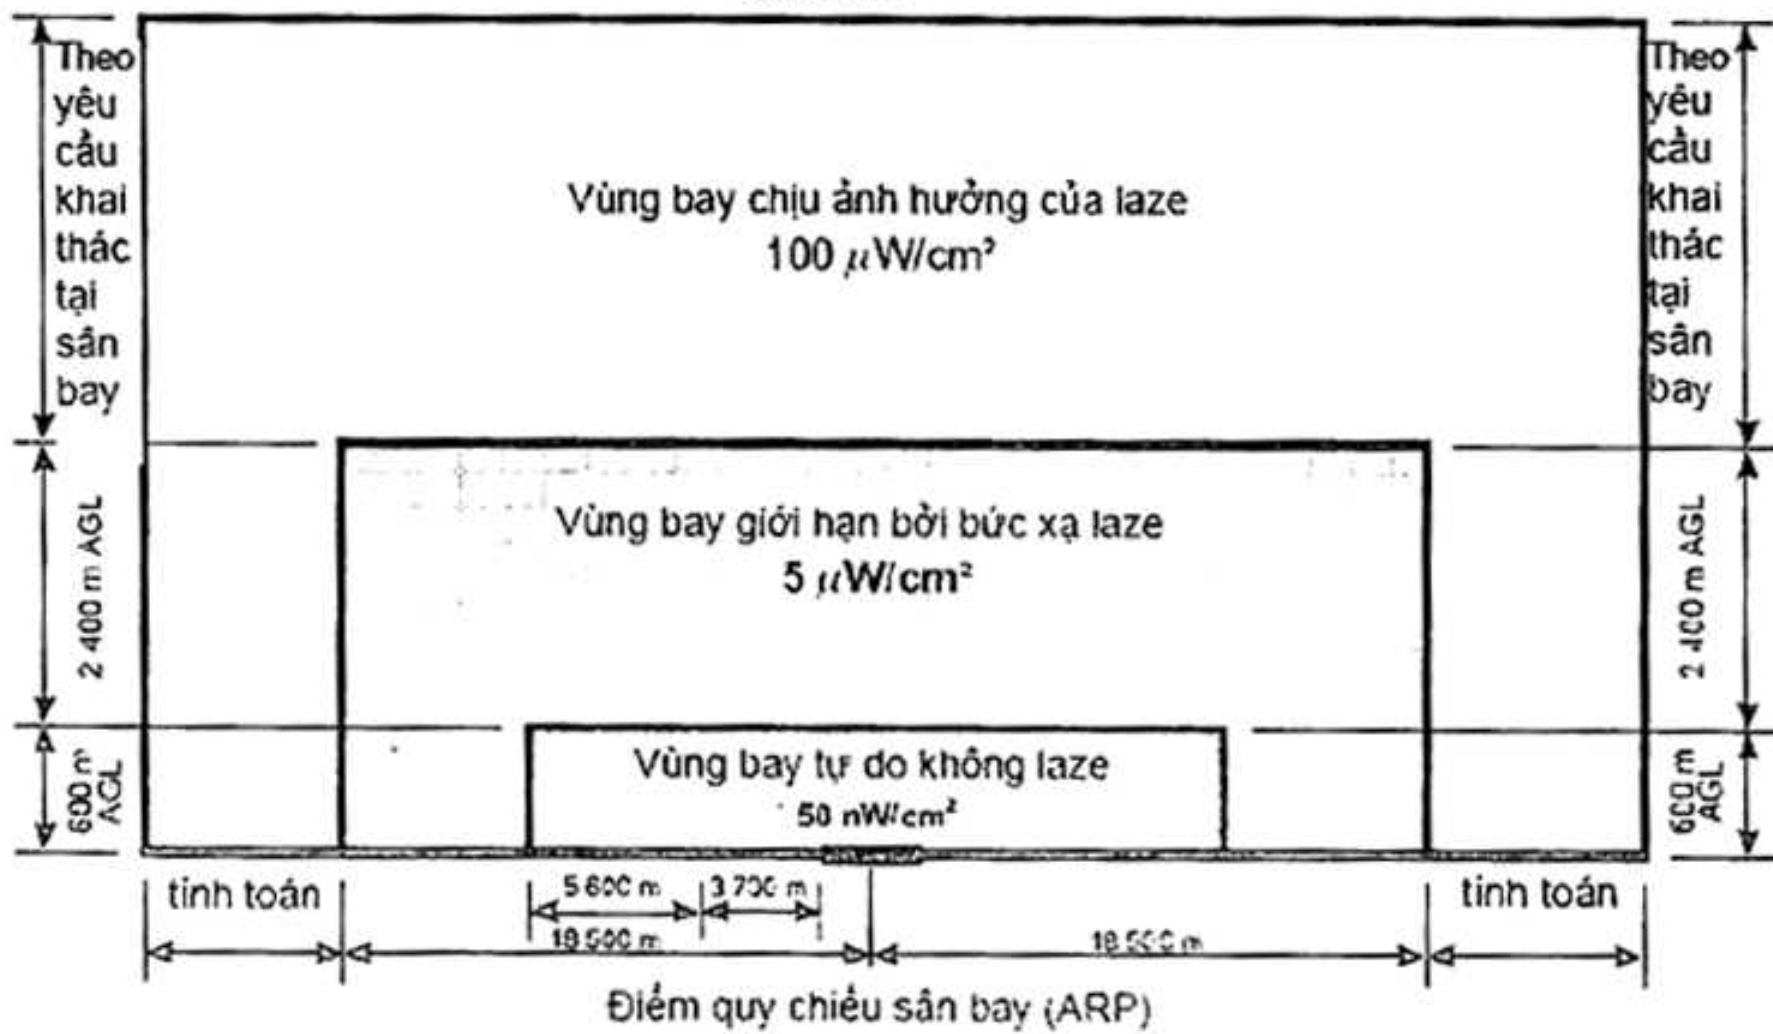 Theo
yêu
cầu
khai
thác
tại
sân
bay
Theo
yêu
cầu
khai
thác
tại
sân
bay
Vùng bay chịu ảnh hưởng của laze
100 μW/cm²
2 400 m AGL
2 400 m AGL
Vùng bay giới hạn bởi bức xạ laze
5 μW/cm²
600 m
AGL
600 m
AGL
Vùng bay tự do không laze
50 nW/cm²
tính toán
5 600 m
3 700 m
tính toán
18 500 m
18 500 m
Điểm quy chiếu sân bay (ARP)